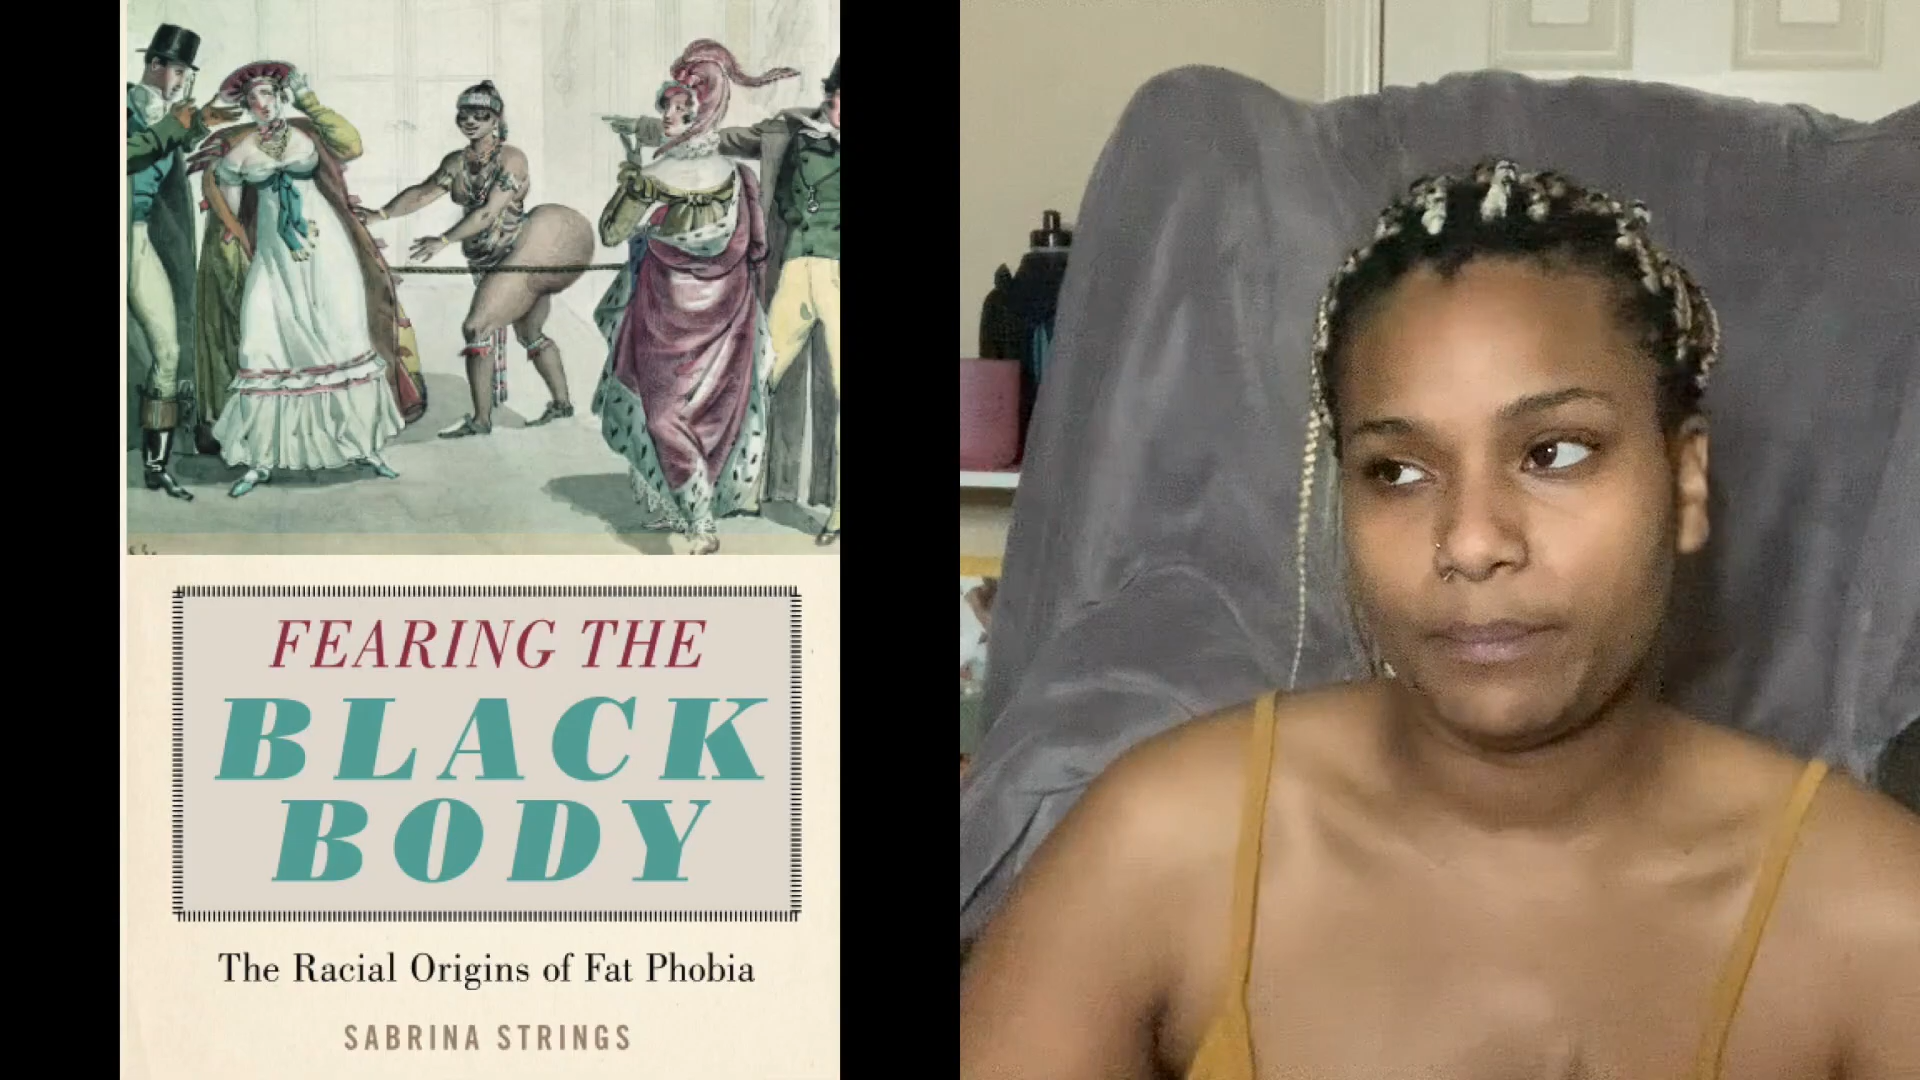 FEARING THE
BLACK
BODY
The Racial Origins of Fat Phobia
SABRINA STRINGS